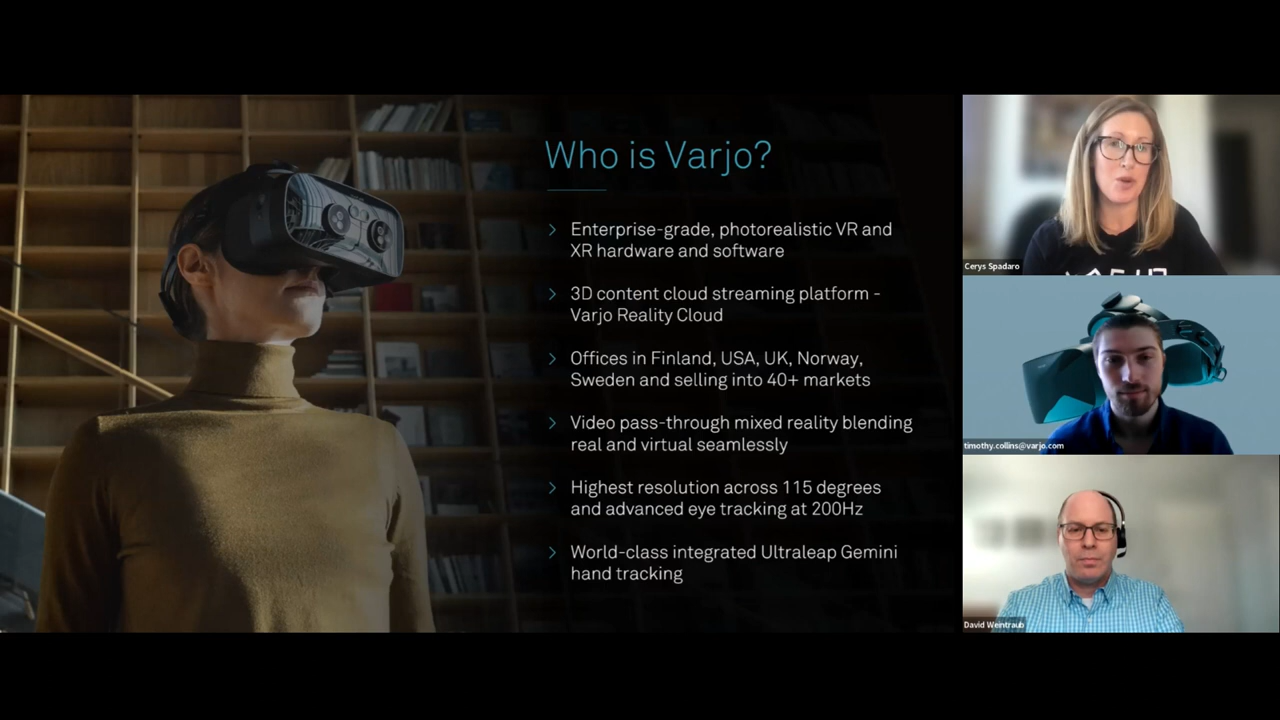 Who is Varjo?
Enterprise-grade, photorealistic VR and
XR hardware and software
3D content cloud streaming platform -
Varjo Reality Cloud
Offices in Finland, USA, UK, Norway,
Sweden and selling into 40+ markets
Video pass-through mixed reality blending
real and virtual seamlessly
Highest resolution across 115 degrees
and advanced eye tracking at 200Hz
World-class integrated Ultraleap Gemini
hand tracking
Cerys Spadaro
timothy.collins@varjo.com
David Weintraub